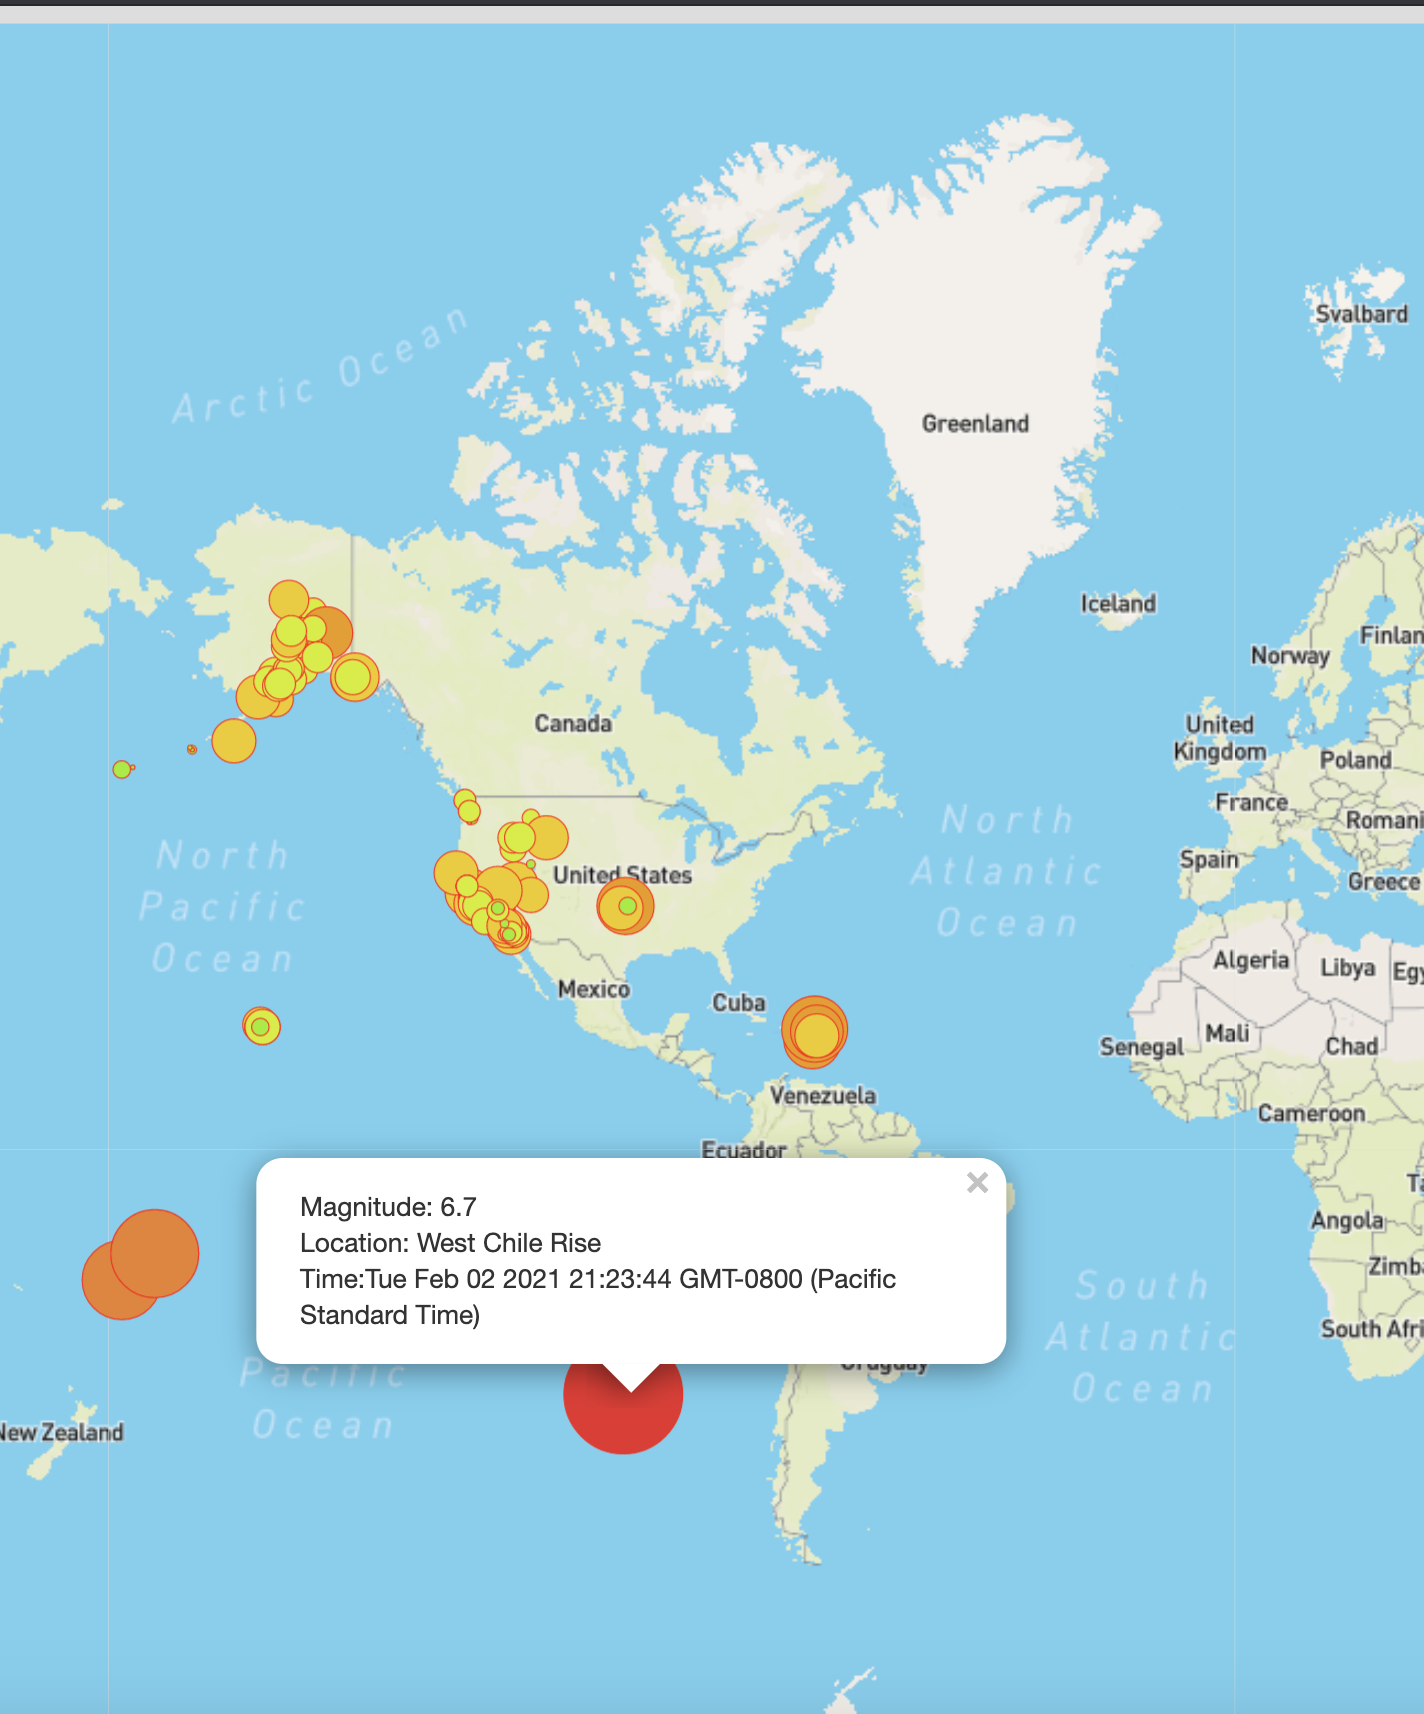 Svalbard
Arctic Ocean
Greenland
Iceland
Finlan
Norway
Canada
United
Kingdom
Poland
France
Romani
North
Atlantic
Ocean
North
Pacific
Ocean
United States
Spain
Greece
Algeria
Libya
Egy
Mexico
Cuba
Mali
Senegal
Chad
Venezuela
Cameroon
Ecuador
×
Magnitude: 6.7
Location: West Chile Rise
Time:Tue Feb 02 2021 21:23:44 GMT-0800 (Pacific
Standard Time)
Ta
Angola
Zimb
South Afri
South
Atlantic
Ocean
Uruguay
Pacific
Ocean
New Zealand